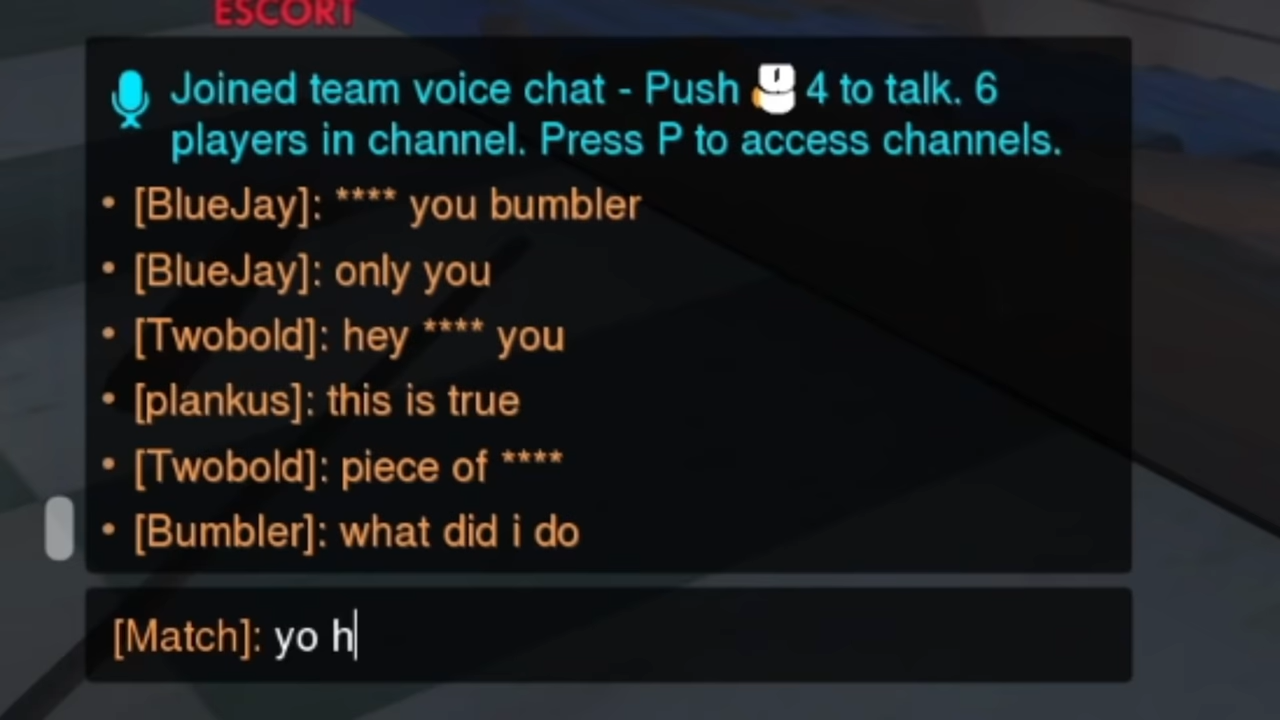 ESCORT
Joined team voice chat - Push 4 to talk. 6
players in channel. Press P to access channels.
• [BlueJay]: **** you bumbler
• [BlueJay]: only you
• [Twobold]: hey **** you
• [plankus]: this is true
• [Twobold]: piece of ****
• [Bumbler]: what did i do
[Match]: yo h